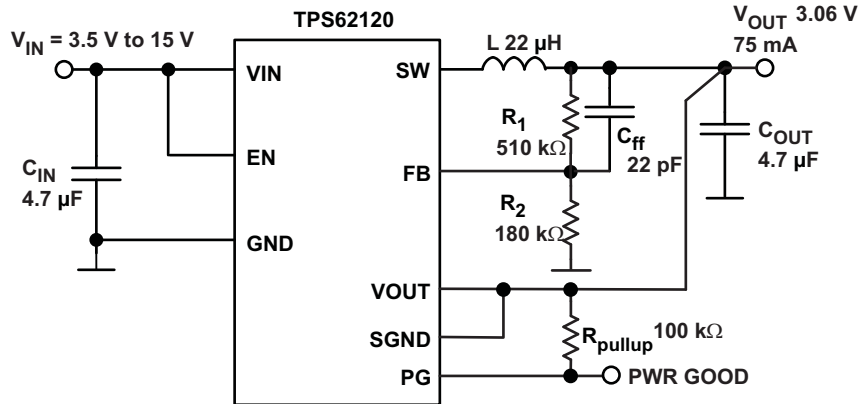 TPS62120
V_IN = 3.5 V to 15 V
V_OUT 3.06 V
75 mA
L 22 µH
VIN
SW
EN
FB
GND
VOUT
SGND
PG
C_IN
4.7 µF
R_1
510 kΩ
C_ff
22 pF
C_OUT
4.7 µF
R_2
180 kΩ
R_pullup 100 kΩ
PWR GOOD